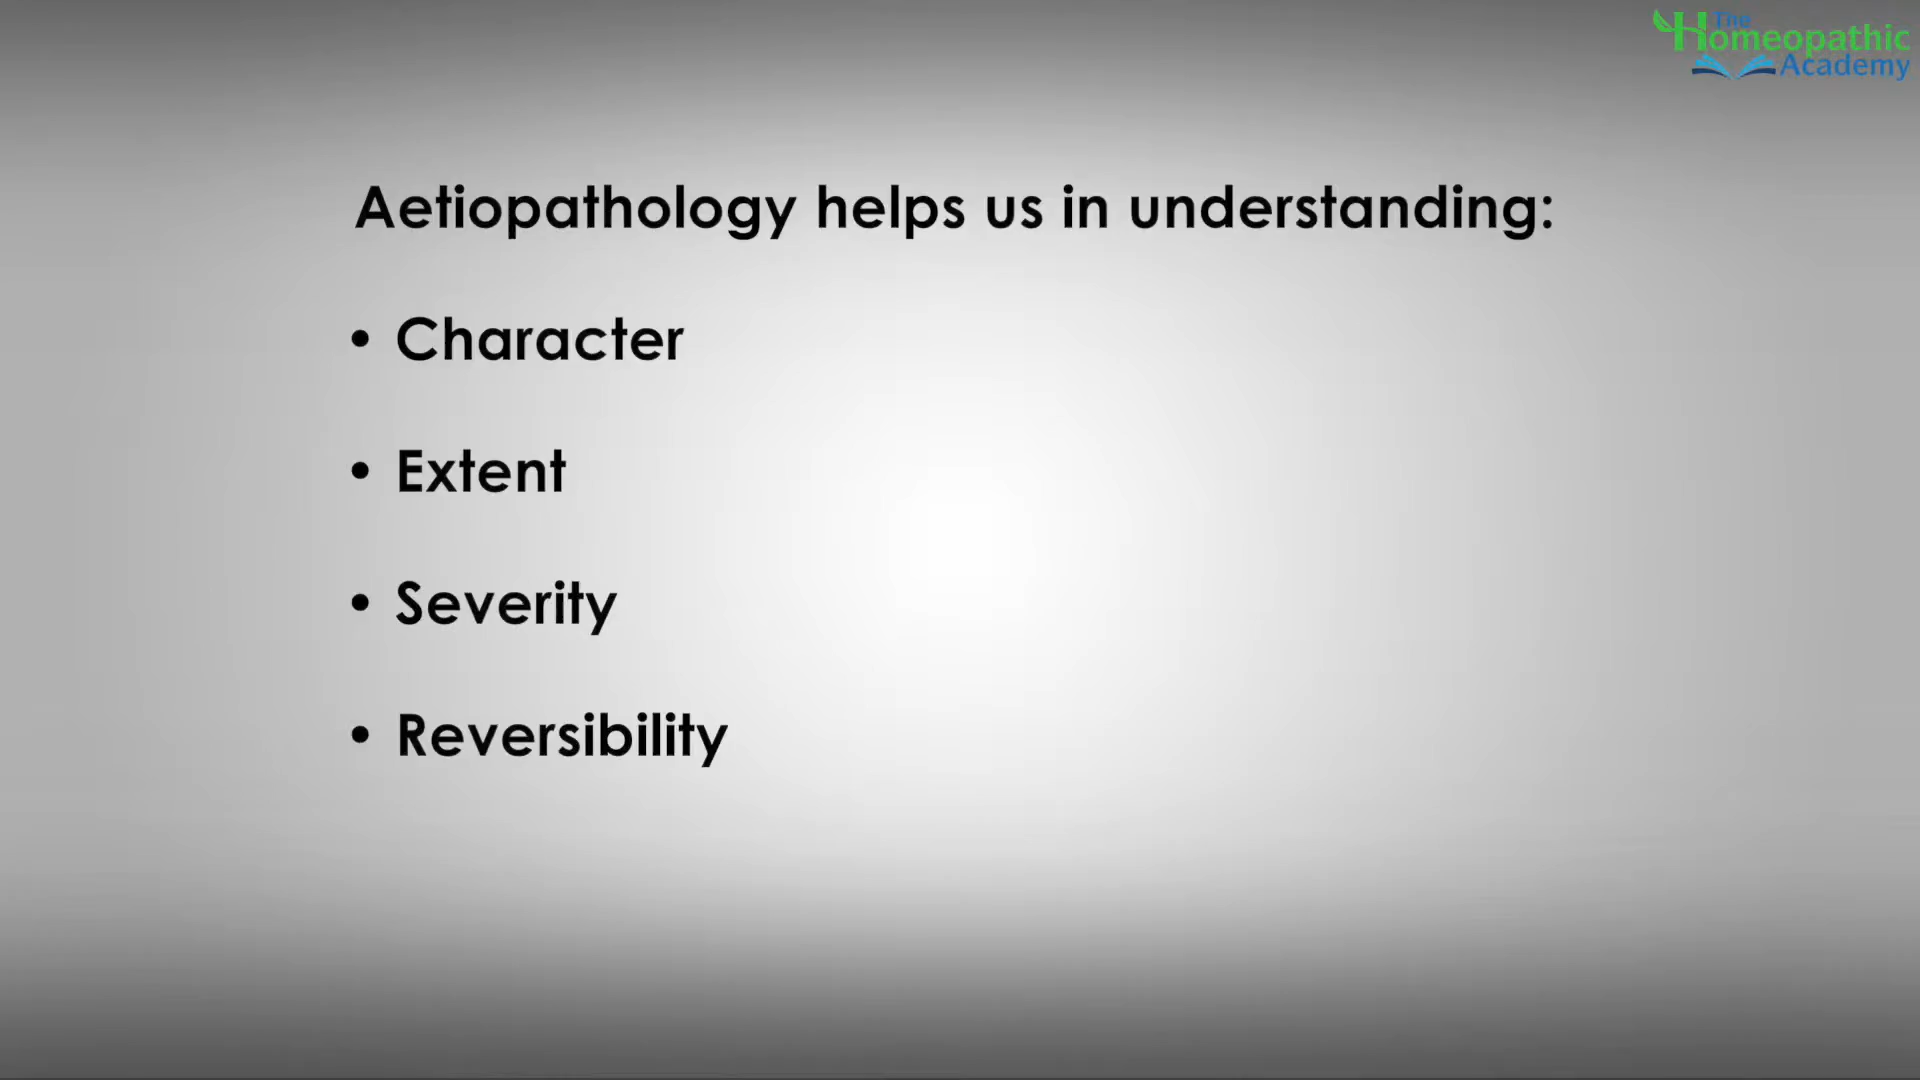 The
Homeopathic
Academy
Aetiopathology helps us in understanding:
• Character
• Extent
• Severity
• Reversibility